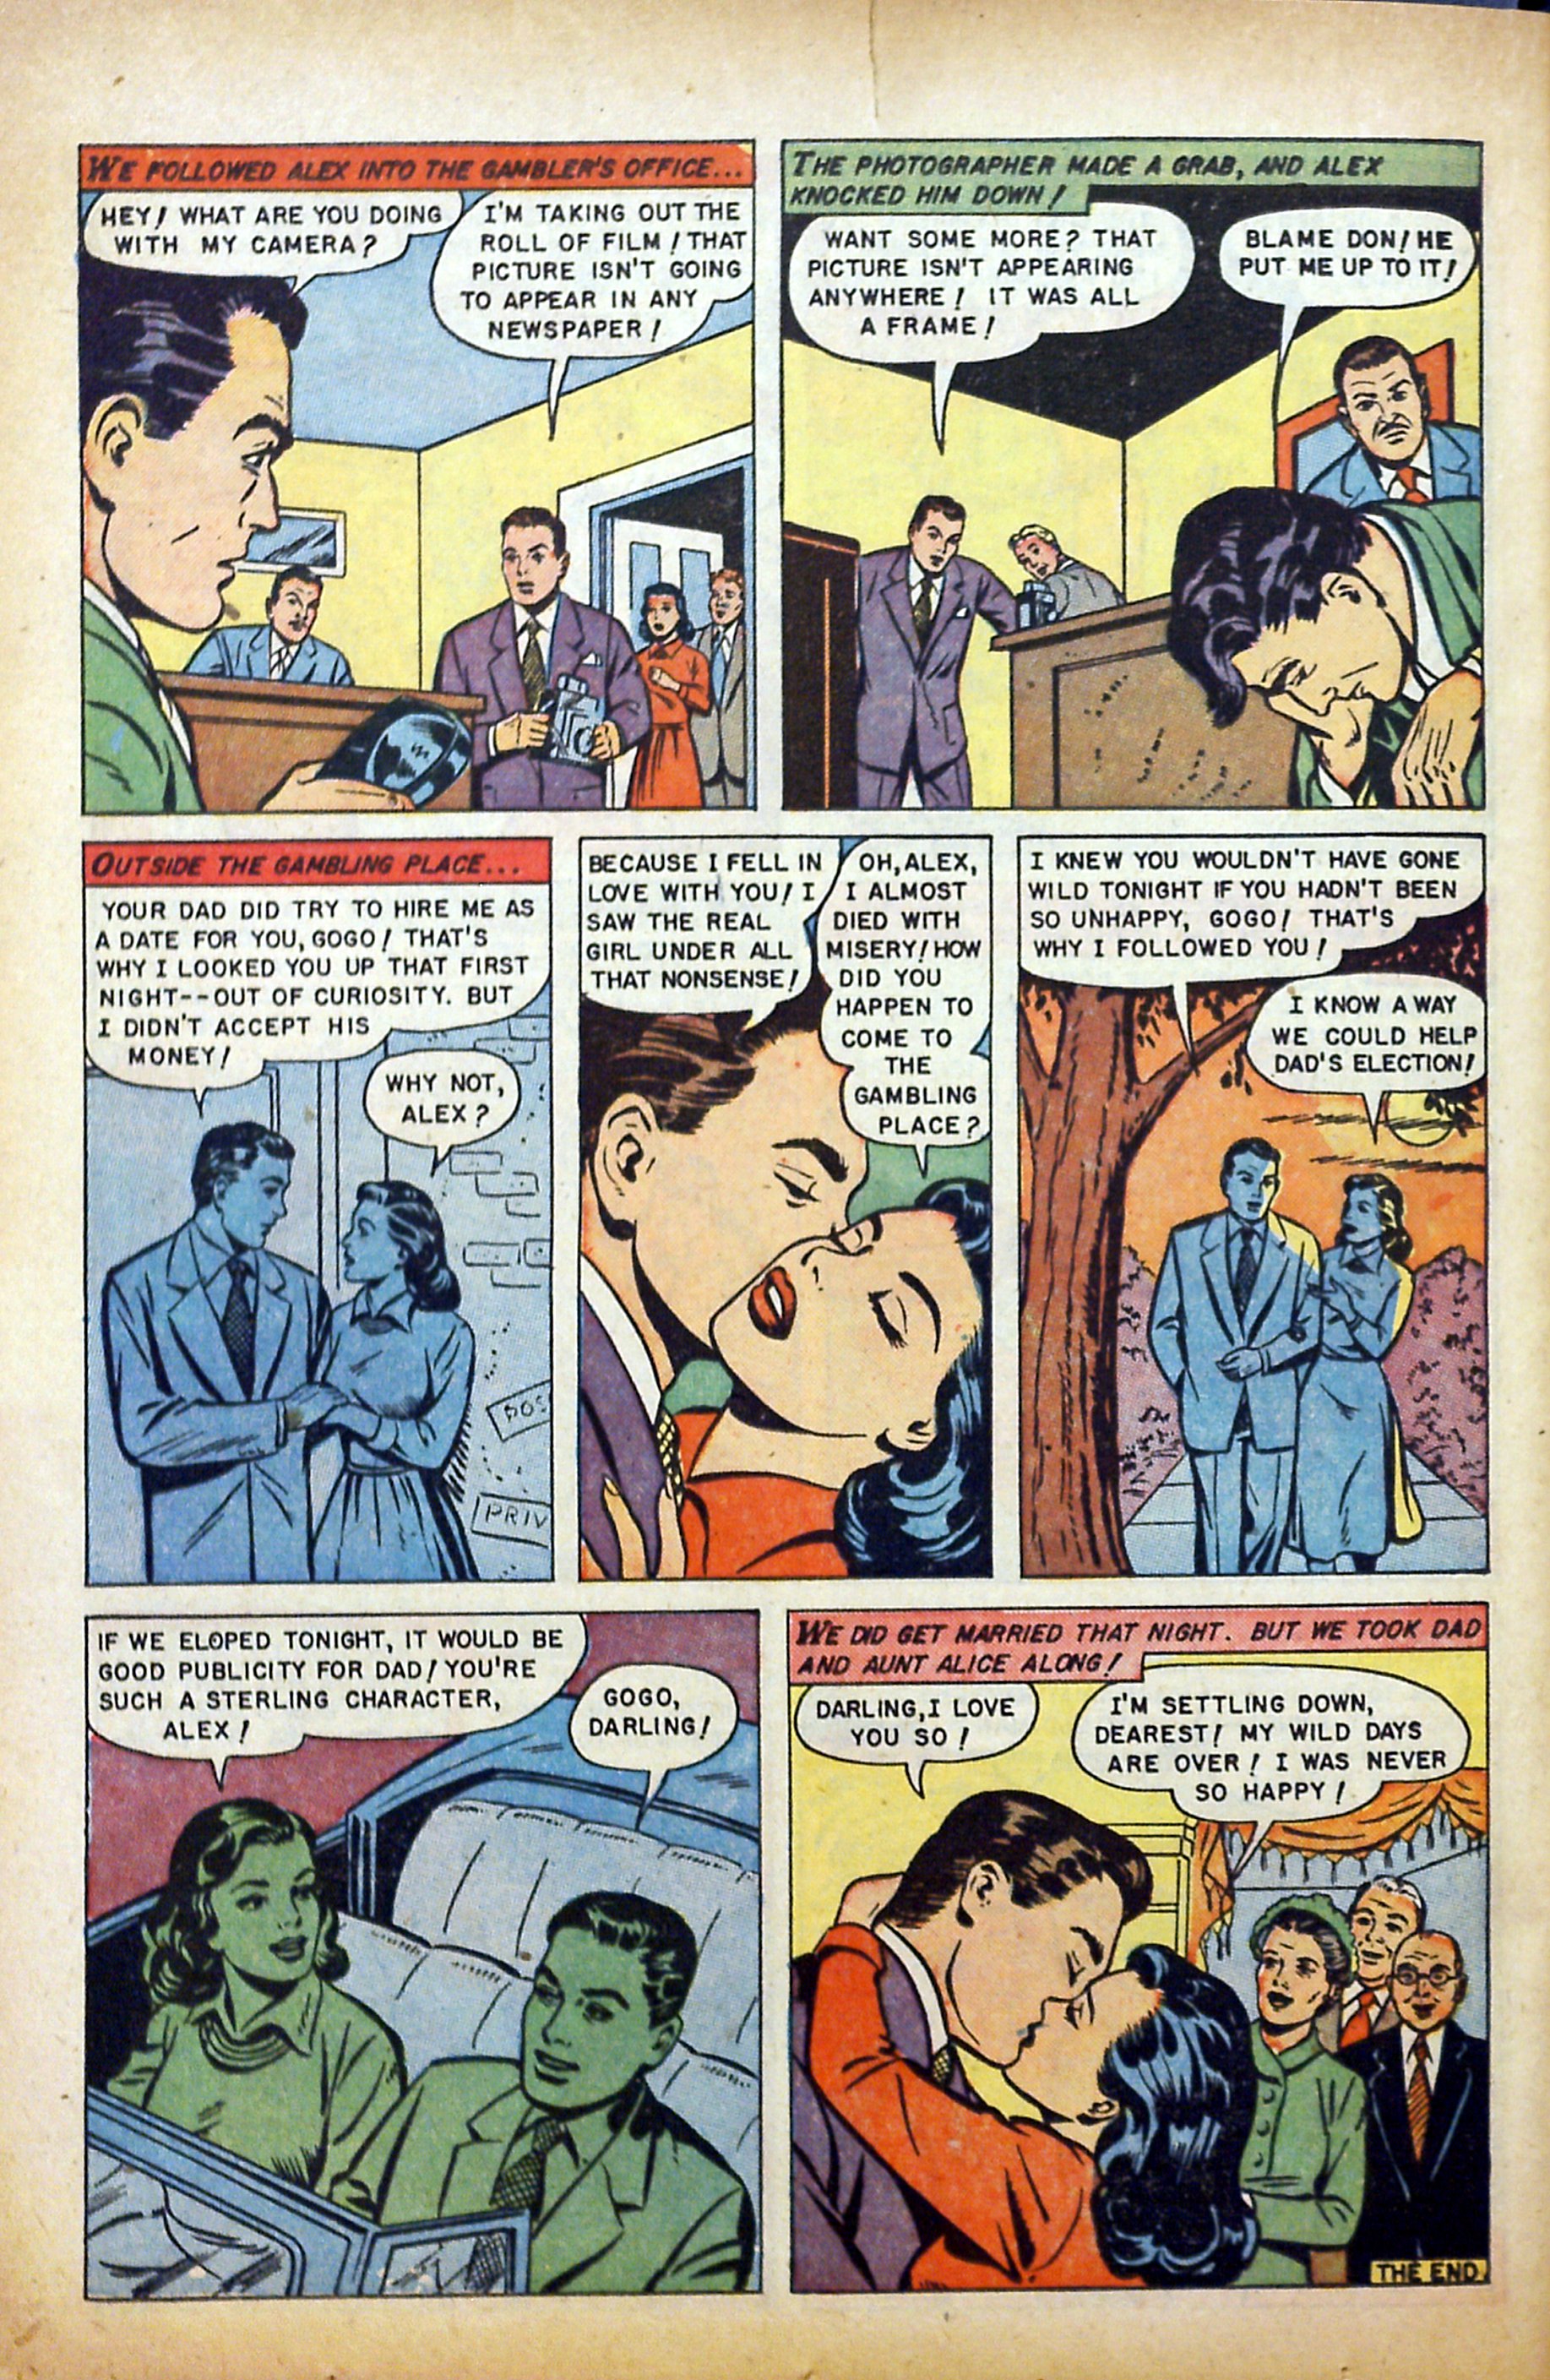 WE FOLLOWED ALEX INTO THE GAMBLER'S OFFICE...
HEY! WHAT ARE YOU DOING
WITH MY CAMERA?
I'M TAKING OUT THE
ROLL OF FILM! THAT
PICTURE ISN'T GOING
TO APPEAR IN ANY
NEWSPAPER!
THE PHOTOGRAPHER MADE A GRAB, AND ALEX
KNOCKED HIM DOWN!
WANT SOME MORE? THAT
PICTURE ISN'T APPEARING
ANYWHERE! IT WAS ALL
A FRAME!
BLAME DON! HE
PUT ME UP TO IT!
OUTSIDE THE GAMBLING PLACE...
YOUR DAD DID TRY TO HIRE ME AS
A DATE FOR YOU, GOGO! THAT'S
WHY I LOOKED YOU UP THAT FIRST
NIGHT--OUT OF CURIOSITY. BUT
I DIDN'T ACCEPT HIS
MONEY!
WHY NOT,
ALEX?
POS
PRIV
BECAUSE I FELL IN
LOVE WITH YOU! I
SAW THE REAL
GIRL UNDER ALL
THAT NONSENSE!
OH, ALEX,
I ALMOST
DIED WITH
MISERY! HOW
DID YOU
HAPPEN TO
COME TO
THE
GAMBLING
PLACE?
I KNEW YOU WOULDN'T HAVE GONE
WILD TONIGHT IF YOU HADN'T BEEN
SO UNHAPPY, GOGO! THAT'S
WHY I FOLLOWED YOU!
I KNOW A WAY
WE COULD HELP
DAD'S ELECTION!
IF WE ELOPED TONIGHT, IT WOULD BE
GOOD PUBLICITY FOR DAD! YOU'RE
SUCH A STERLING CHARACTER,
ALEX!
GOGO,
DARLING!
WE DID GET MARRIED THAT NIGHT. BUT WE TOOK DAD
AND AUNT ALICE ALONG!
DARLING, I LOVE
YOU SO!
I'M SETTLING DOWN,
DEAREST! MY WILD DAYS
ARE OVER! I WAS NEVER
SO HAPPY!
THE END